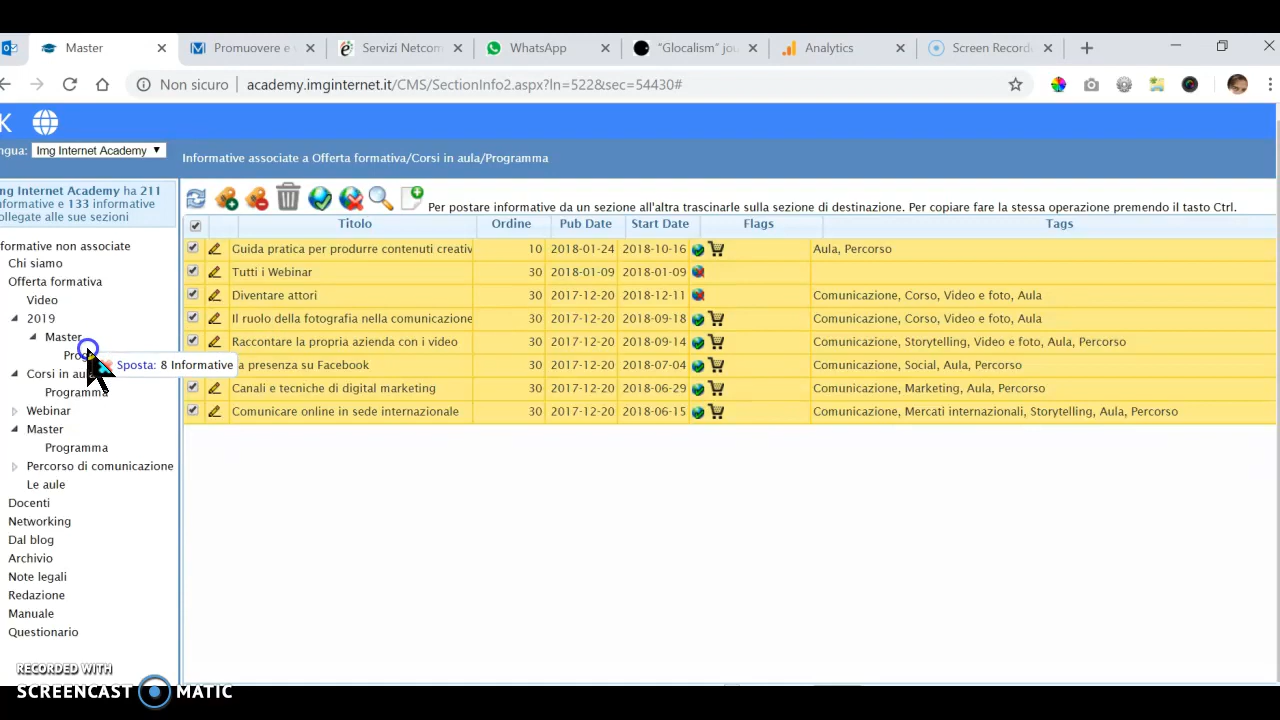 Master
Promuovere e
Servizi Netcom
WhatsApp
"Glocalism" jou
Analytics
Screen Record
Non sicuro
academy.imginternet.it/CMS/SectionInfo2.aspx?ln=522&sec=54430#
K
ngua: Img Internet Academy
Informative associate a Offerta formativa/Corsi in aula/Programma
mg Internet Academy ha 211
nformative e 133 informative
ollegate alle sue sezioni
Per postare informative da un sezione all'altra trascinarle sulla sezione di destinazione. Per copiare fare la stessa operazione premendo il tasto Ctrl.
Titolo Ordine Pub Date Start Date Flags Tags
Guida pratica per produrre contenuti creativ 10 2018-01-24 2018-10-16 Aula, Percorso
Tutti i Webinar 30 2018-01-09 2018-01-09
Diventare attori 30 2017-12-20 2018-12-11 Comunicazione, Corso, Video e foto, Aula
Il ruolo della fotografia nella comunicazione 30 2017-12-20 2018-09-18 Comunicazione, Corso, Video e foto, Aula
Raccontare la propria azienda con i video 30 2017-12-20 2018-09-14 Comunicazione, Storytelling, Video e foto, Aula, Percorso
a presenza su Facebook 30 2017-12-20 2018-07-04 Comunicazione, Social, Aula, Percorso
Canali e tecniche di digital marketing 30 2017-12-20 2018-06-29 Comunicazione, Marketing, Aula, Percorso
Comunicare online in sede internazionale 30 2017-12-20 2018-06-15 Comunicazione, Mercati internazionali, Storytelling, Aula, Percorso
formative non associate
Chi siamo
Offerta formativa
Video
2019
Master
Prog
Sposta: 8 Informative
Corsi in aula
Programma
Webinar
Master
Programma
Percorso di comunicazione
Le aule
Docenti
Networking
Dal blog
Archivio
Note legali
Redazione
Manuale
Questionario
RECORDED WITH
SCREENCAST MATIC